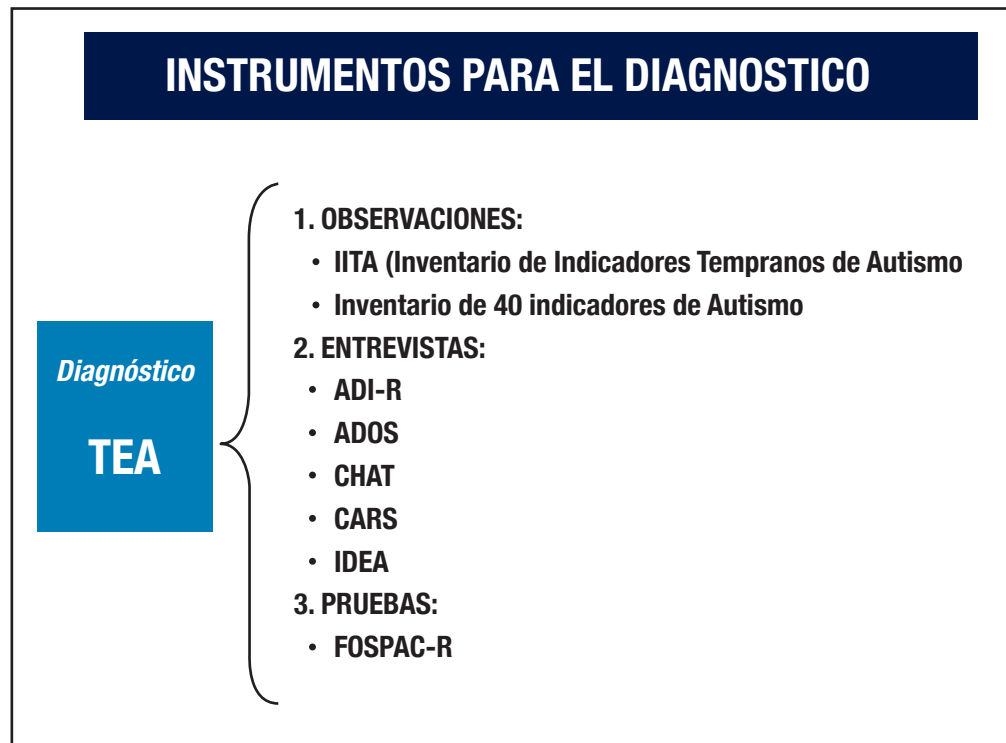 INSTRUMENTOS PARA EL DIAGNOSTICO
Diagnóstico
TEA
1. OBSERVACIONES:
• IITA (Inventario de Indicadores Tempranos de Autismo
• Inventario de 40 indicadores de Autismo
2. ENTREVISTAS:
• ADI-R
• ADOS
• CHAT
• CARS
• IDEA
3. PRUEBAS:
• FOSPAC-R